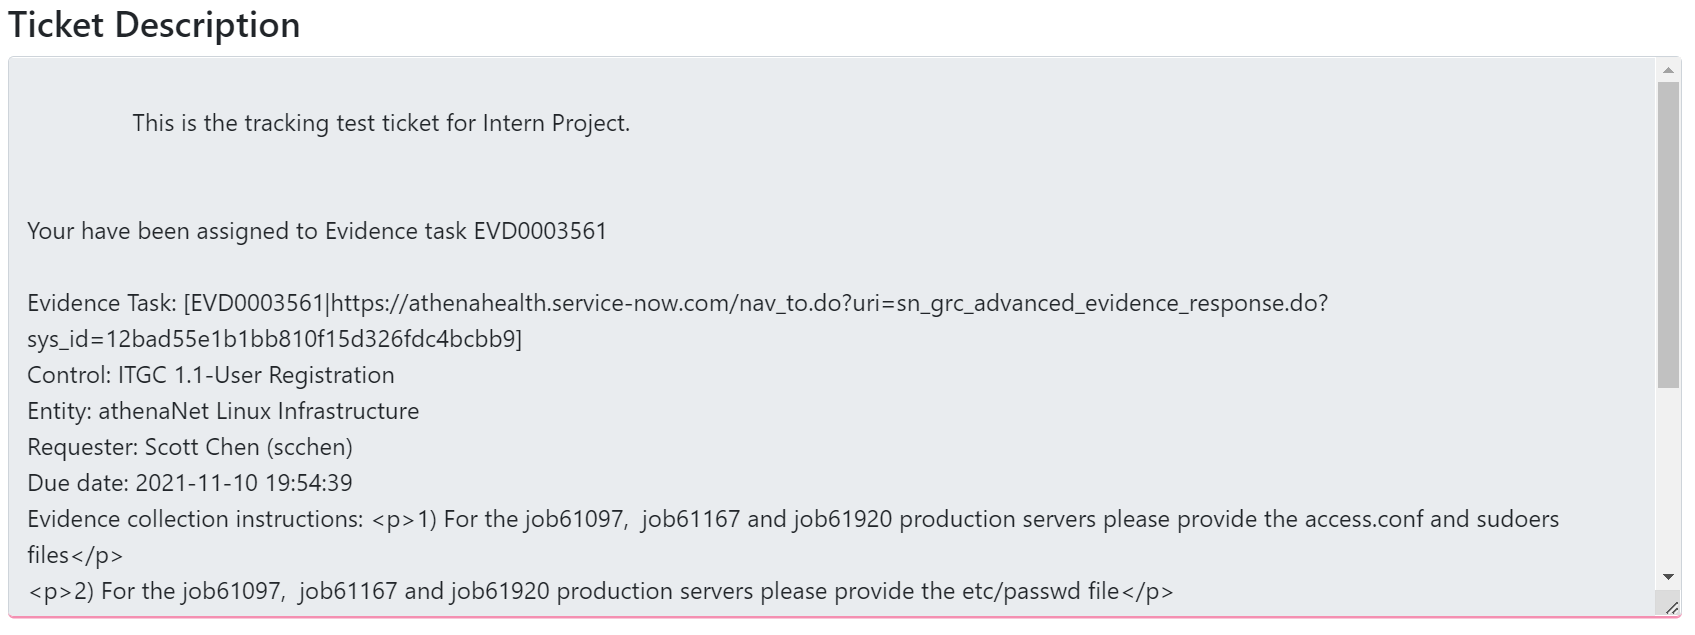 Ticket Description
This is the tracking test ticket for Intern Project.
Your have been assigned to Evidence task EVD0003561
Evidence Task: [EVD0003561|https://athenahealth.service-now.com/nav_to.do?uri=sn_grc_advanced_evidence_response.do?
sys_id=12bad55e1b1bb810f15d326fdc4bcbb9]
Control: ITGC 1.1-User Registration
Entity: athenaNet Linux Infrastructure
Requester: Scott Chen (scchen)
Due date: 2021-11-10 19:54:39
Evidence collection instructions: <p>1) For the job61097,  job61167 and job61920 production servers please provide the access.conf and sudoers
files</p>
<p>2) For the job61097,  job61167 and job61920 production servers please provide the etc/passwd file</p>